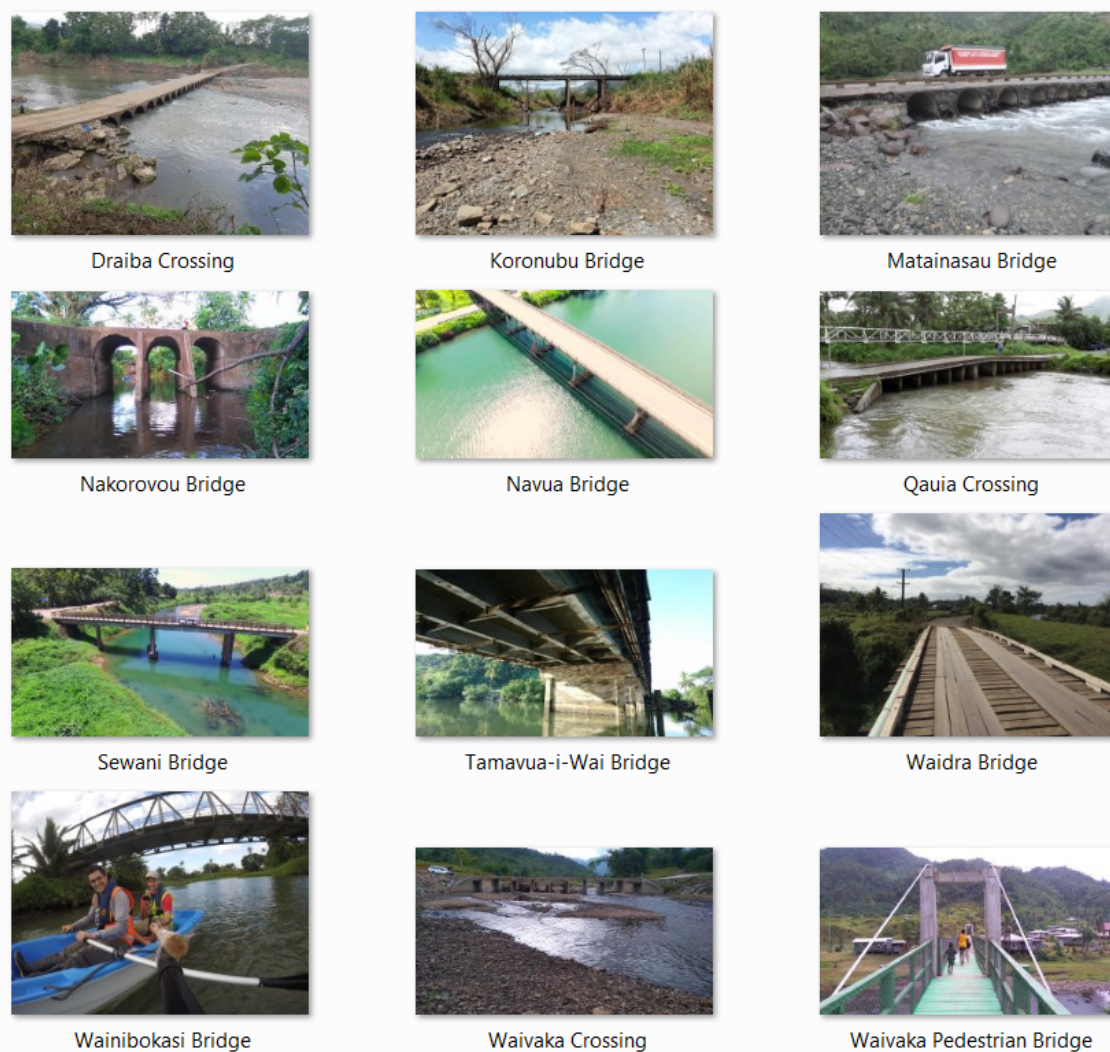 Draiba Crossing
Koronubu Bridge
Matainasau Bridge
Nakorovou Bridge
Navua Bridge
Qauia Crossing
Sewani Bridge
Tamavua-i-Wai Bridge
Waidra Bridge
Wainibokasi Bridge
Waivaka Crossing
Waivaka Pedestrian Bridge